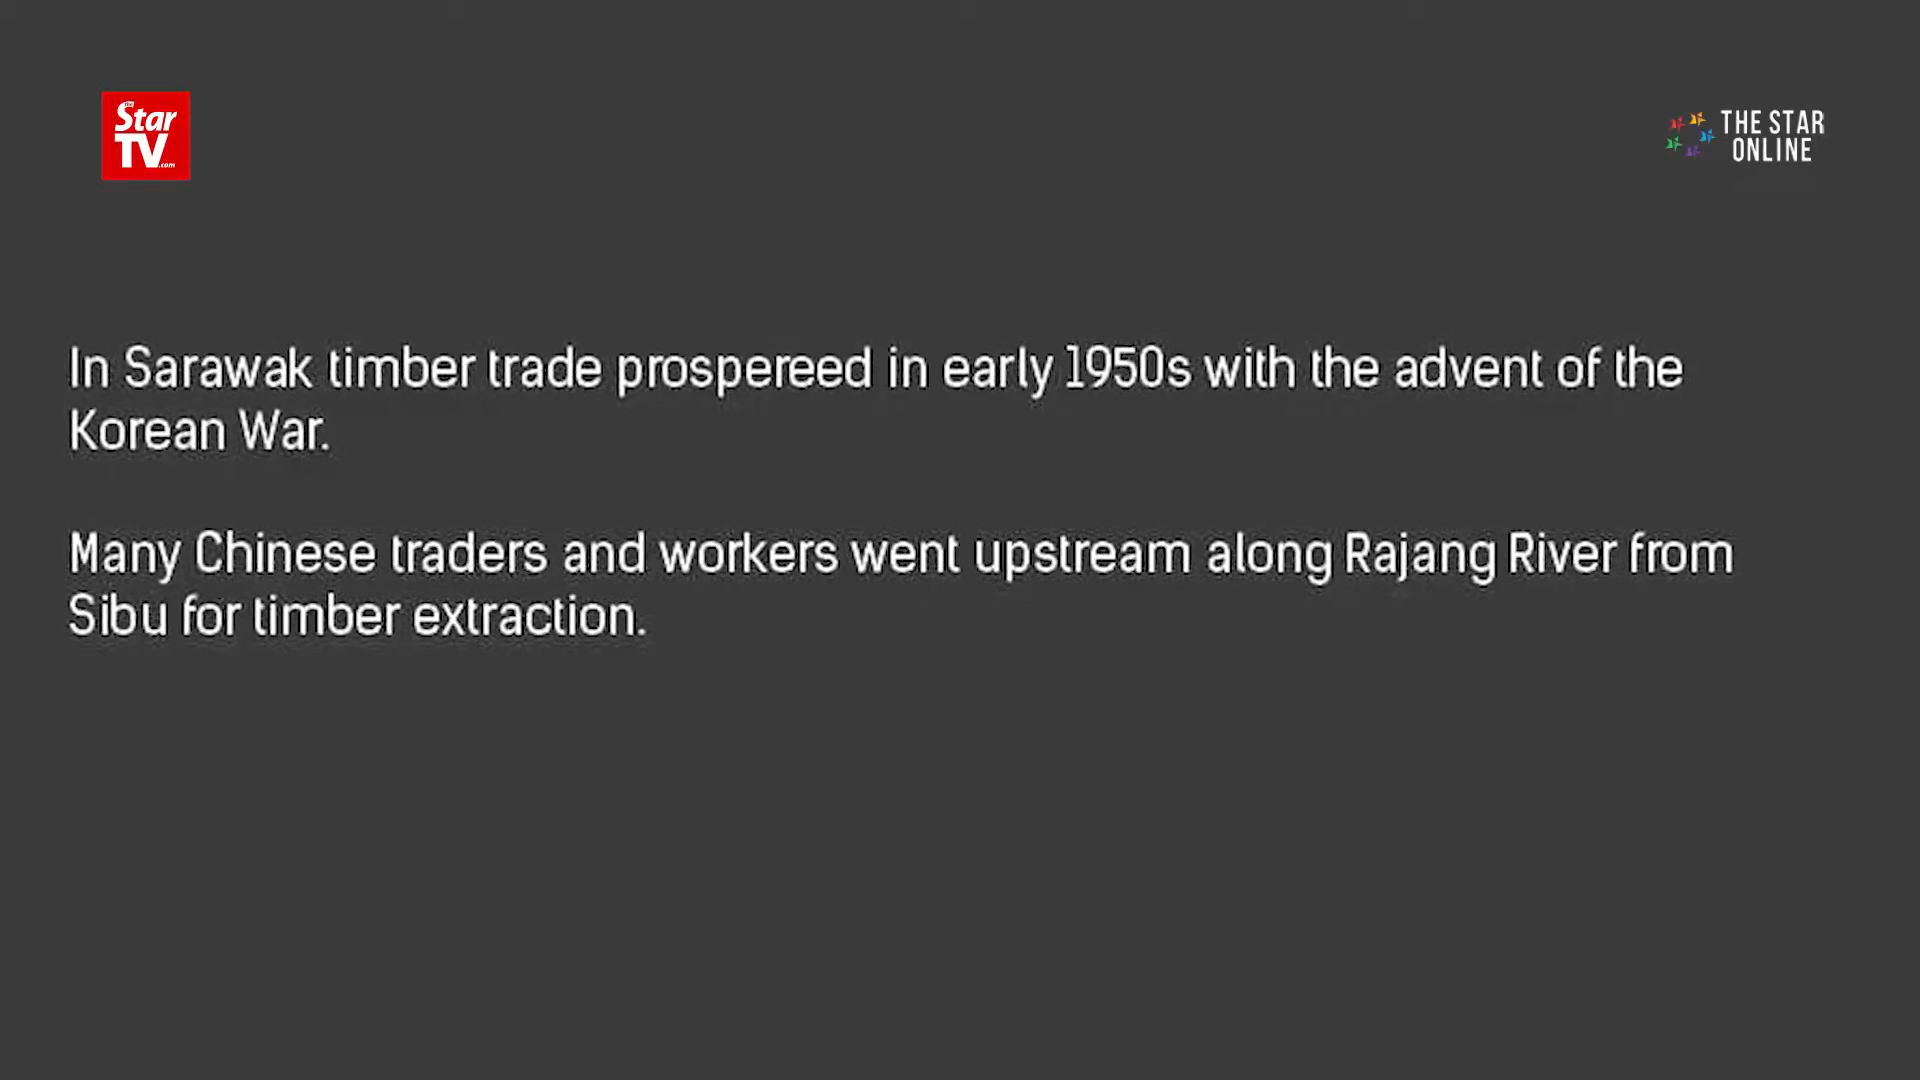 The Star
TV.com
THE STAR
ONLINE
In Sarawak timber trade prospereed in early 1950s with the advent of the
Korean War.
Many Chinese traders and workers went upstream along Rajang River from
Sibu for timber extraction.